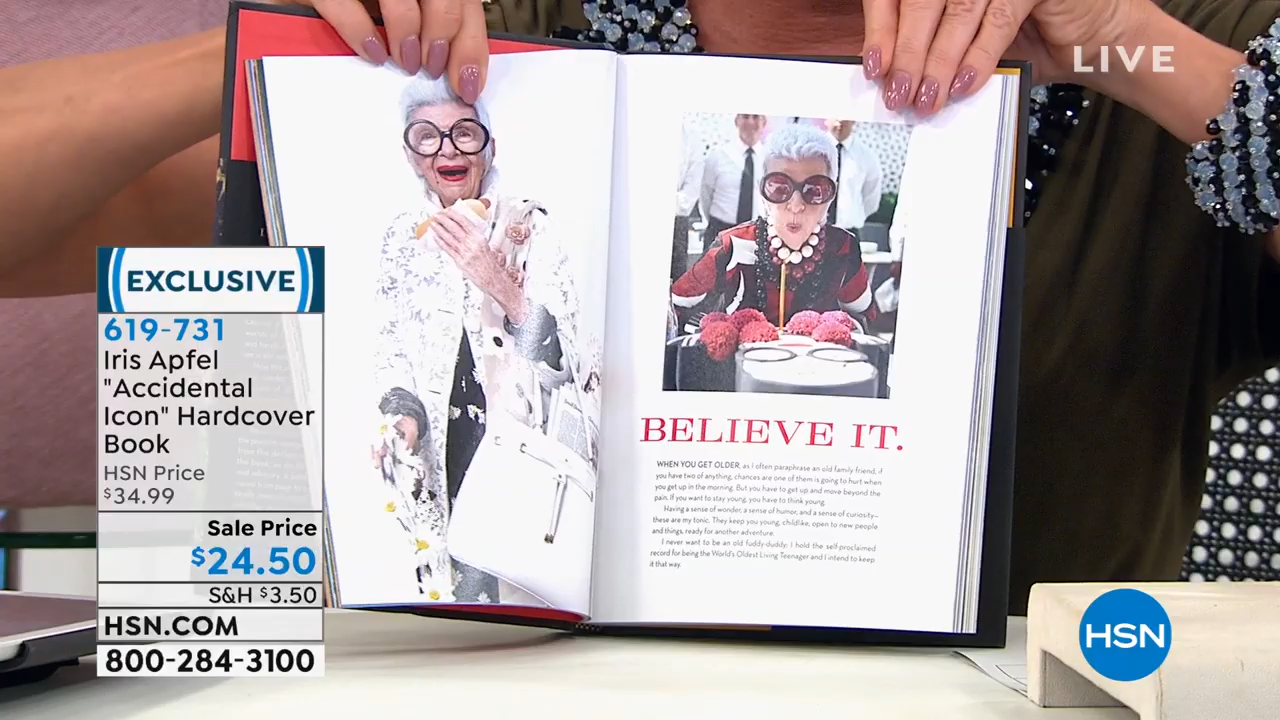 LIVE
EXCLUSIVE
619-731
Iris Apfel
"Accidental
Icon" Hardcover
Book
HSN Price
$34.99
Sale Price
$24.50
S&H $3.50
HSN.COM
800-284-3100
BELIEVE IT.
WHEN YOU GET OLDER, as I often paraphrase an old family friend, if
you have two of anything, chances are one of them is going to hurt when
you get up in the morning. But you have to get up and move beyond the
pain. If you want to stay young, you have to think young.
Having a sense of wonder, a sense of humor, and a sense of curiosity—
these are my tonic. They keep you young, childlike, open to new people
and things, ready for another adventure.
I never want to be an old fuddy-duddy; I hold the self-proclaimed
record for being the World's Oldest Living Teenager and I intend to keep
it that way.
HSN